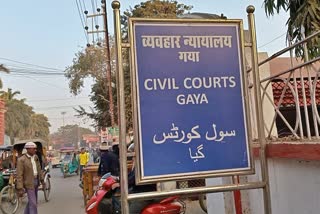 व्यवहार न्यायालय
गया
CIVIL COURTS
GAYA
سول کورٹس
گیا